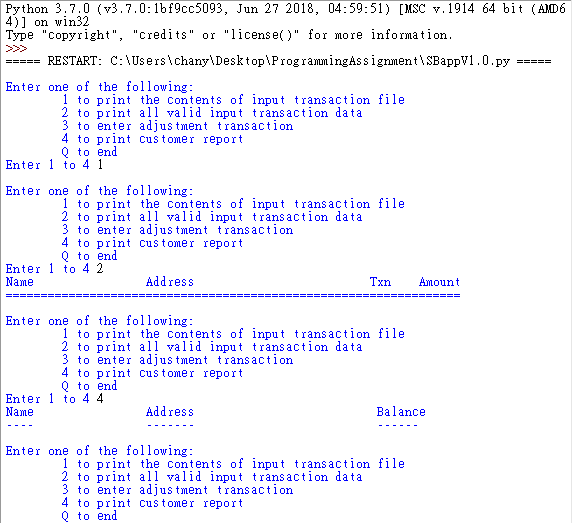 Python 3.7.0 (v3.7.0:1bf9cc5093, Jun 27 2018, 04:59:51) [MSC v.1914 64 bit (AMD6
4)] on win32
Type "copyright", "credits" or "license()" for more information.
>>>
===== RESTART: C:\Users\chany\Desktop\ProgrammingAssignment\SBappV1.0.py =====
Enter one of the following:
1 to print the contents of input transaction file
2 to print all valid input transaction data
3 to enter adjustment transaction
4 to print customer report
Q to end
Enter 1 to 4 1
Enter one of the following:
1 to print the contents of input transaction file
2 to print all valid input transaction data
3 to enter adjustment transaction
4 to print customer report
Q to end
Enter 1 to 4 2
Name Address Txn Amount
=================================================================
Enter one of the following:
1 to print the contents of input transaction file
2 to print all valid input transaction data
3 to enter adjustment transaction
4 to print customer report
Q to end
Enter 1 to 4 4
Name Address Balance
---- ------- ------
Enter one of the following:
1 to print the contents of input transaction file
2 to print all valid input transaction data
3 to enter adjustment transaction
4 to print customer report
Q to end